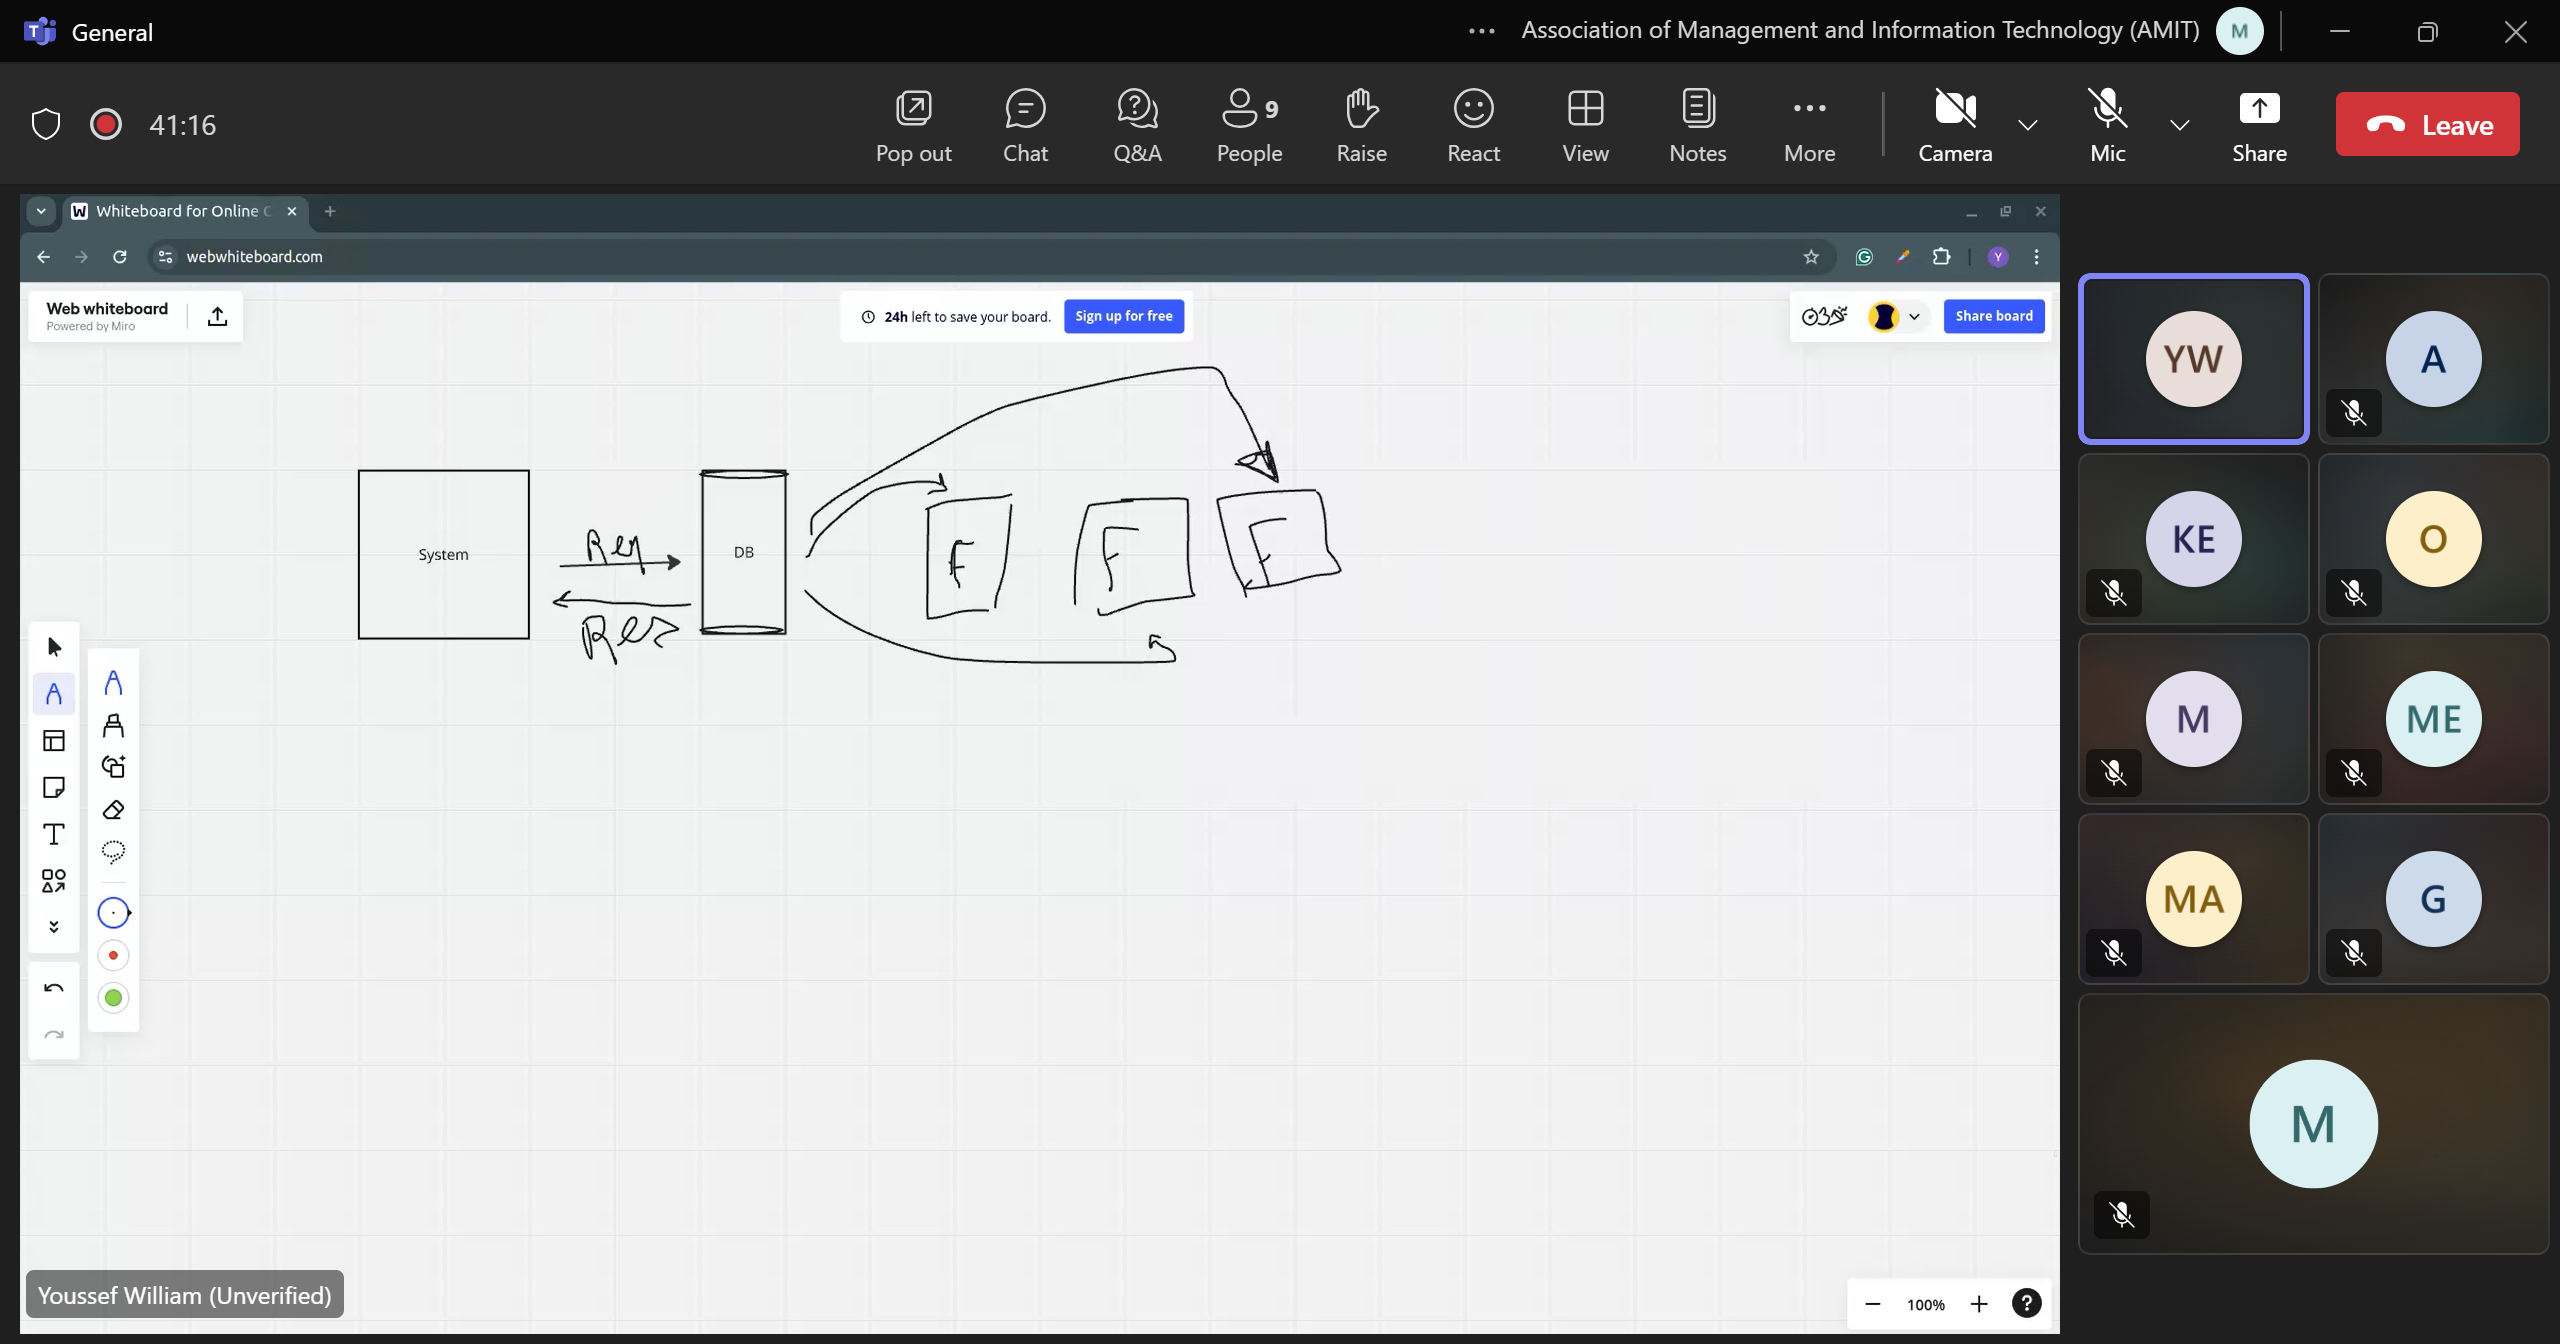 General
Association of Management and Information Technology (AMIT)
M
41:16
Pop out
Chat
Q&A
9
People
Raise
React
View
Notes
More
Camera
Mic
Share
Leave
Whiteboard for Online
webwhiteboard.com
Y
Web whiteboard
Powered by Miro
24h left to save your board.
Sign up for free
Share board
System
Req
DB
F
F
F
Res
T
YW
A
KE
O
M
ME
MA
G
M
Youssef William (Unverified)
100%
?